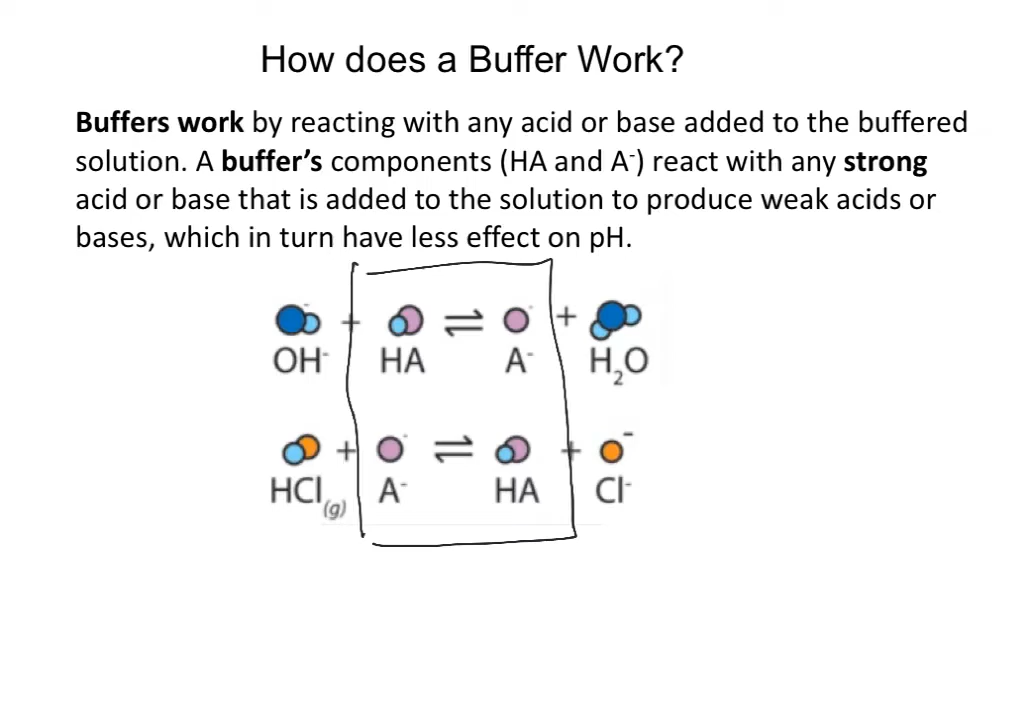 How does a Buffer Work?
Buffers work by reacting with any acid or base added to the buffered
solution. A buffer's components (HA and A⁻) react with any strong
acid or base that is added to the solution to produce weak acids or
bases, which in turn have less effect on pH.
+ ⇌ +
OH⁻ HA A⁻ H₂O
+ ⇌ + ⁻
HCl(g) A⁻ HA Cl⁻